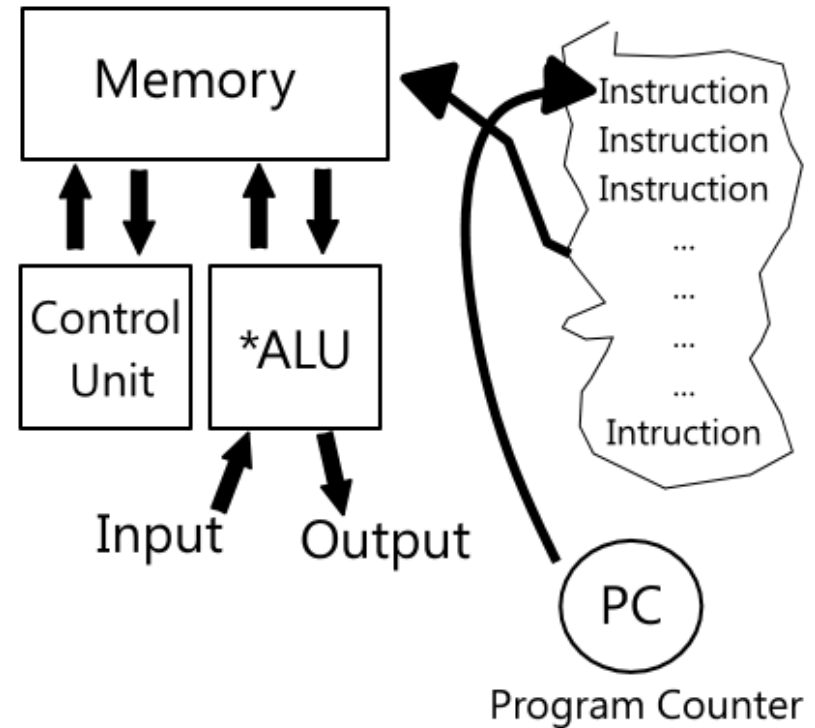 Memory
Control
Unit
*ALU
Input
Output
Instruction
Instruction
Instruction
...
...
...
...
Intruction
PC
Program Counter